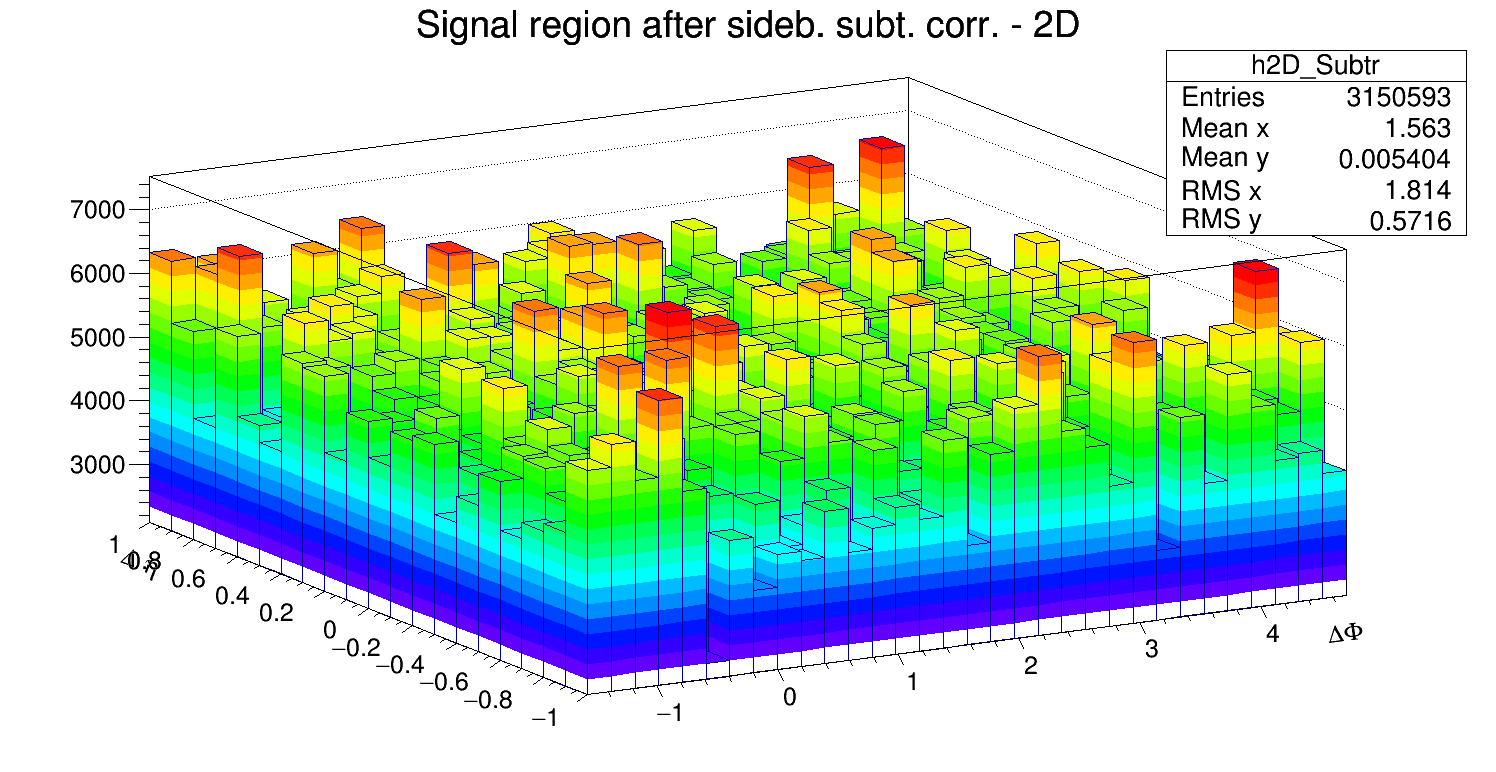 Signal region after sideb. subt. corr. - 2D
h2D_Subtr
Entries 3150593
Mean x 1.563
Mean y 0.005404
RMS x 1.814
RMS y 0.5716
7000
6000
5000
4000
3000
1
0.8
0.6
0.4
0.2
0
−0.2
−0.4
−0.6
−0.8
−1
−1
0
1
2
3
4
ΔΦ